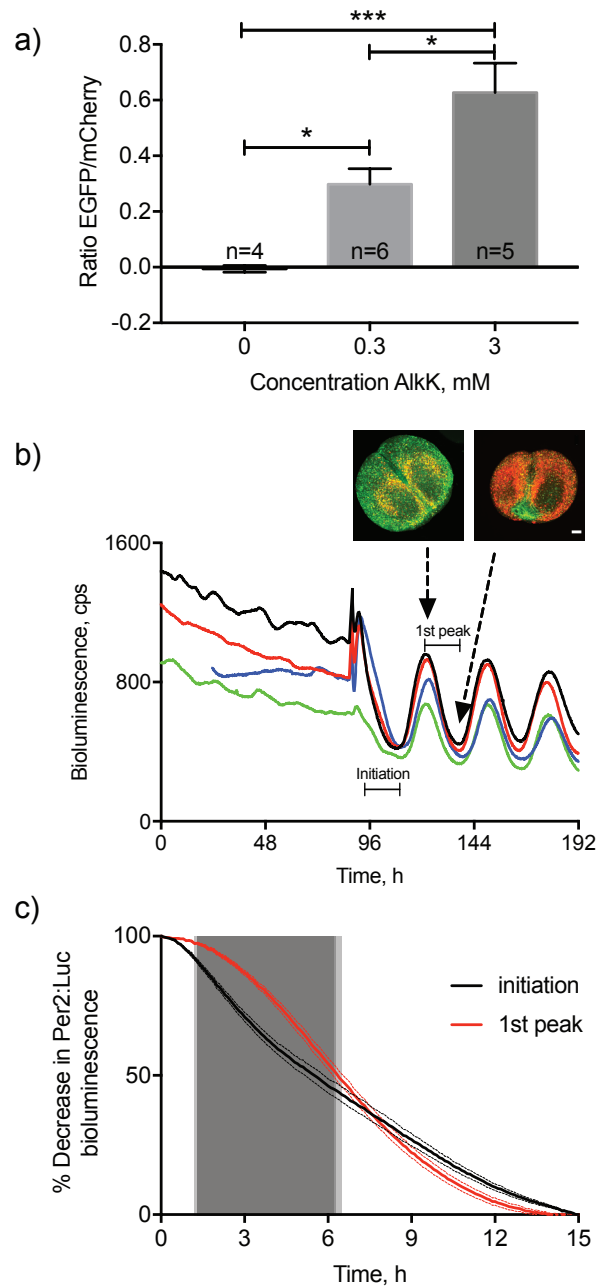 a)
***
*
*
Ratio EGFP/mCherry
0.8
0.6
0.4
0.2
0.0
-0.2
n=4
n=6
n=5
0
0.3
3
Concentration AlkK, mM
b)
Bioluminescence, cps
1600
800
0
1st peak
Initiation
0
48
96
144
192
Time, h
c)
% Decrease in Per2:Luc
bioluminescence
100
50
0
initiation
1st peak
0
3
6
9
12
15
Time, h